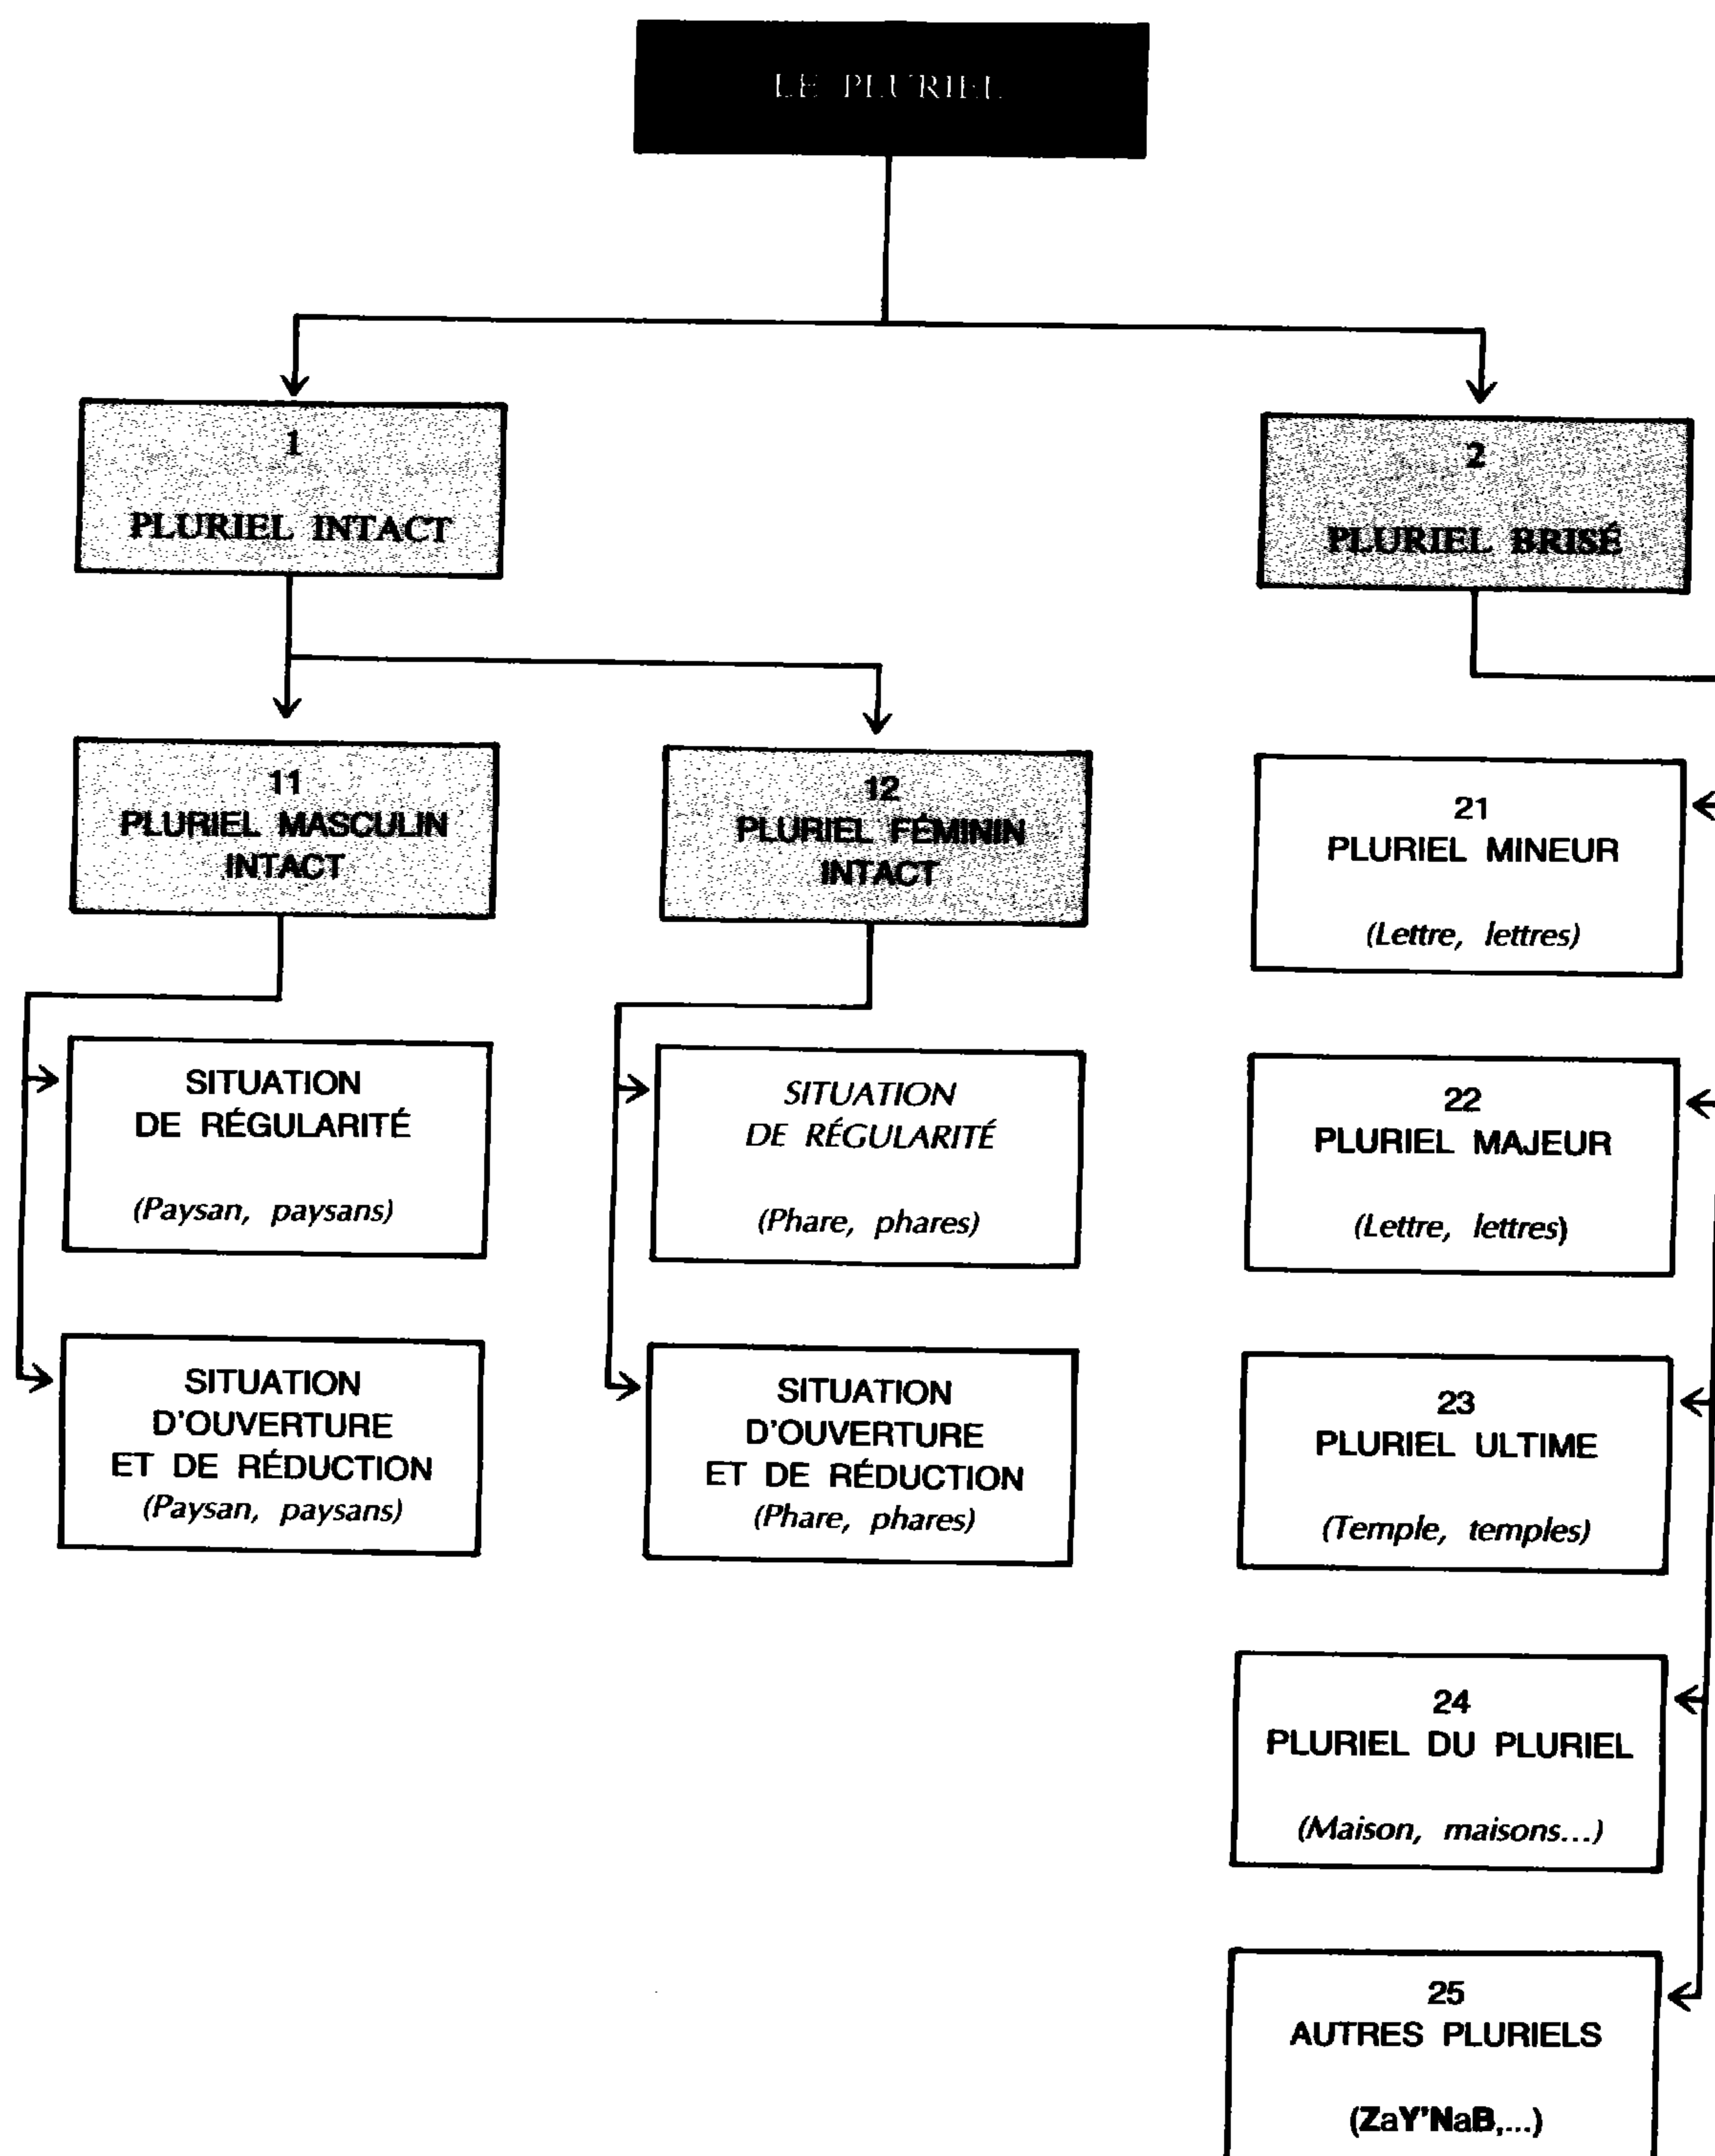 LE PLURIEL
1
PLURIEL INTACT
2
PLURIEL BRISÉ
11
PLURIEL MASCULIN
INTACT
12
PLURIEL FÉMININ
INTACT
SITUATION
DE RÉGULARITÉ
(Paysan, paysans)
SITUATION
D'OUVERTURE
ET DE RÉDUCTION
(Paysan, paysans)
SITUATION
DE RÉGULARITÉ
(Phare, phares)
SITUATION
D'OUVERTURE
ET DE RÉDUCTION
(Phare, phares)
21
PLURIEL MINEUR
(Lettre, lettres)
22
PLURIEL MAJEUR
(Lettre, lettres)
23
PLURIEL ULTIME
(Temple, temples)
24
PLURIEL DU PLURIEL
(Maison, maisons...)
25
AUTRES PLURIELS
(ZaY'NaB,...)